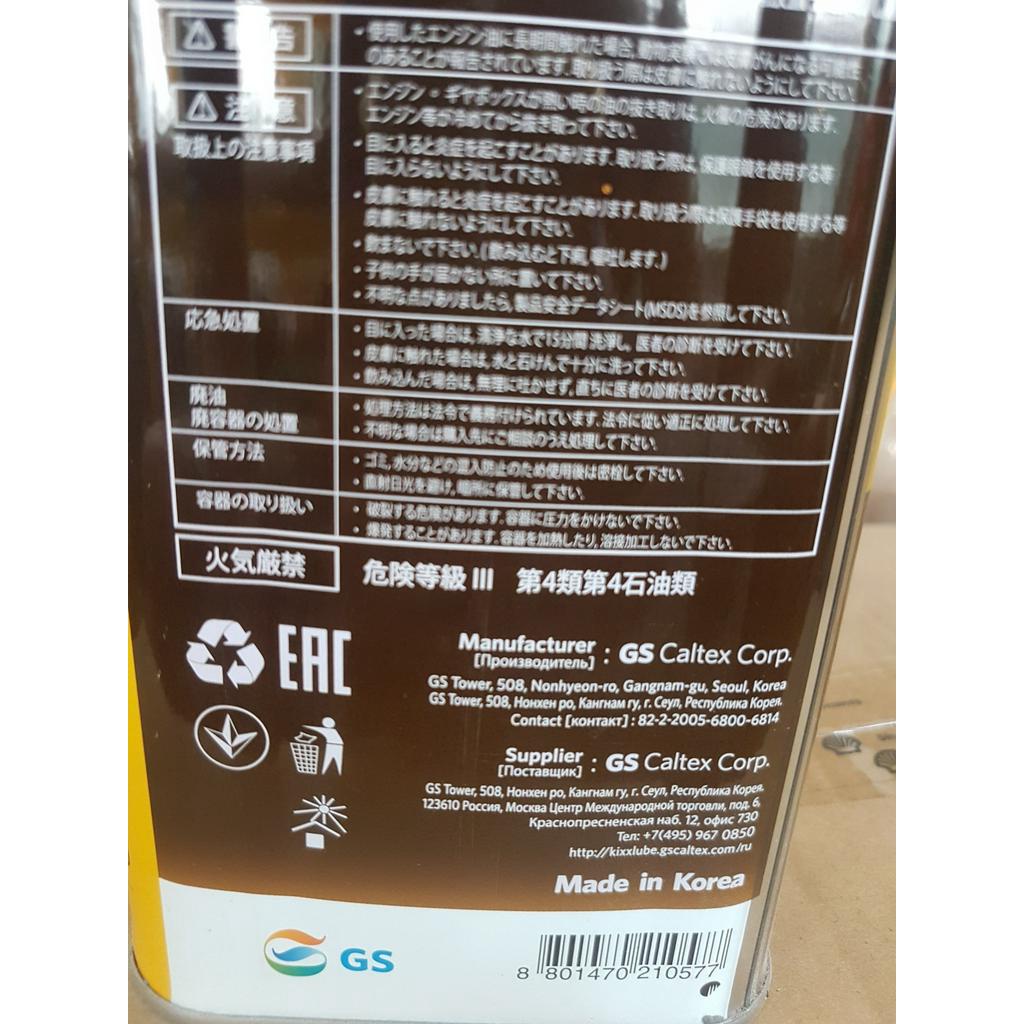 警告
・使用したエンジン油に長期間触れた場合, 動物実験では皮膚がんになる可能性
のあることが報告されています. 取り扱う際は皮膚に触れないようにして下さい.
注意
取扱上の注意事項
・エンジン・ギヤボックスが熱い時の油の抜き取りは, 火傷の危険があります.
エンジン等が冷めてから抜き取って下さい.
・目に入ると炎症を起こすことがあります. 取り扱う際は, 保護眼鏡を使用する等
目に入らないようにして下さい.
・皮膚に触れると炎症を起こすことがあります. 取り扱う際は保護手袋を使用する等
皮膚に触れないようにして下さい.
・飲まないで下さい. (飲み込むと下痢, 嘔吐します.)
・子供の手が届かない所に置いて下さい.
・不明な点がありましたら, 製品安全データシート(MSDS)を参照して下さい.
応急処置
・目に入った場合は, 清浄な水で15分間 洗浄し, 医者の診断を受けて下さい.
・皮膚に触れた場合は, 水と石けんで十分に洗って下さい.
・飲み込んだ場合は, 無理に吐かせず, 直ちに医者の診断を受けて下さい.
廃油
廃容器の処置
・処理方法は法令で義務付けられています. 法令に従い適正に処理して下さい.
・不明な場合は購入先にご相談のうえ処理して下さい.
保管方法
・ゴミ, 水分などの混入防止のため使用後は密栓して下さい.
・直射日光を避け, 暗所に保管して下さい.
容器の取り扱い
・破裂する危険があります. 容器に圧力をかけないで下さい.
・爆発することがあります. 容器を加熱したり, 溶接加工しないで下さい.
火気厳禁
危険等級 III 第4類第4石油類
EAC
Manufacturer : GS Caltex Corp.
[Производитель]
GS Tower, 508, Nonhyeon-ro, Gangnam-gu, Seoul, Korea
GS Tower, 508, Нонхен ро, Кангнам гу, г. Сеул, Республика Корея.
Contact [контакт] : 82-2-2005-6800-6814
Supplier : GS Caltex Corp.
[Поставщик]
GS Tower, 508, Нонхен ро, Кангнам гу, г. Сеул, Республика Корея.
123610 Россия, Москва Центр Международной торговли, под. 6,
Краснопресненская наб. 12, офис 730
Тел: +7(495) 967 0850
http://kixxlube.gscaltex.com/ru
Made in Korea
GS
8 801470 210577